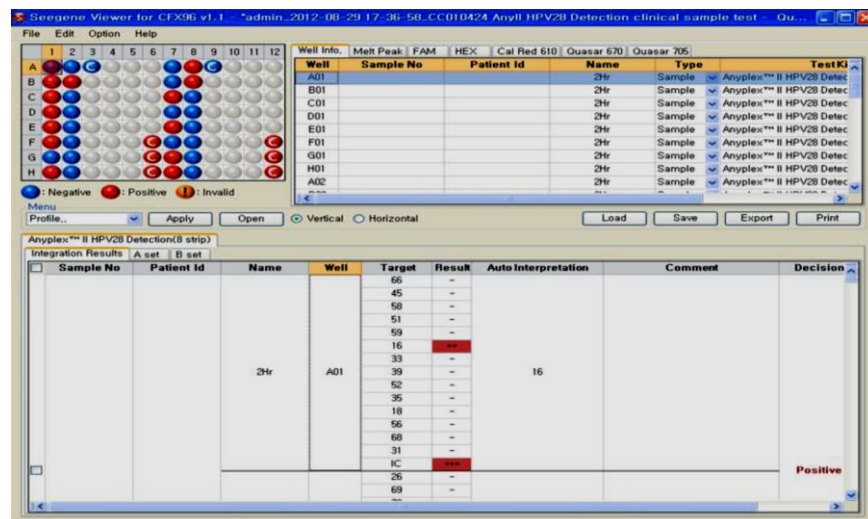 Seegene Viewer for CFX96 v1.1 - "admin_2012-08-29 17-36-58_CC010424 AnyII HPV28 Detection clinical sample test - Qu...
File Edit Option Help
1 2 3 4 5 6 7 8 9 10 11 12
A
B
C
D
E
F
G
H
C
C
C
C
C
C
C
C
: Negative : Positive ! : Invalid
Well Info. Melt Peak FAM HEX Cal Red 610 Quasar 670 Quasar 705
Well Sample No Patient Id Name Type TestKi
A01 2Hr Sample Anyplex™ II HPV28 Detec
B01 2Hr Sample Anyplex™ II HPV28 Detec
C01 2Hr Sample Anyplex™ II HPV28 Detec
D01 2Hr Sample Anyplex™ II HPV28 Detec
E01 2Hr Sample Anyplex™ II HPV28 Detec
F01 2Hr Sample Anyplex™ II HPV28 Detec
G01 2Hr Sample Anyplex™ II HPV28 Detec
H01 2Hr Sample Anyplex™ II HPV28 Detec
A02 2Hr Sample Anyplex™ II HPV28 Detec
Menu
Profile.. Apply Open Vertical Horizontal Load Save Export Print
Anyplex™ II HPV28 Detection(8 strip)
Integration Results A set B set
Sample No Patient Id Name Well Target Result Auto Interpretation Comment Decision
66 -
45 -
58 -
51 -
59 -
16 ++
33 -
2Hr A01 39 - 16
52 -
35 -
18 -
56 -
68 -
31 -
IC +++
Positive
26 -
69 -